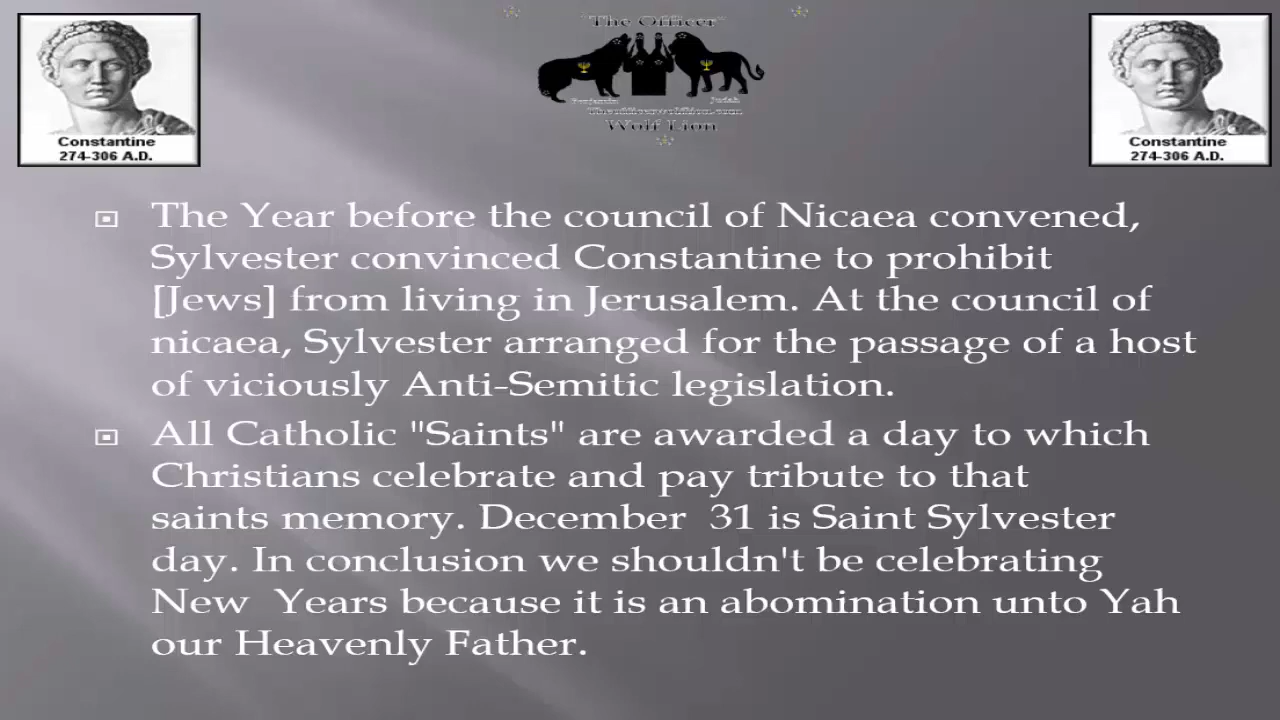 "The Officer"
Benjamin Judah
Theofficerwolflion.com
Wolf Lion
Constantine
274-306 A.D.
Constantine
274-306 A.D.
The Year before the council of Nicaea convened,
Sylvester convinced Constantine to prohibit
[Jews] from living in Jerusalem. At the council of
nicaea, Sylvester arranged for the passage of a host
of viciously Anti-Semitic legislation.
All Catholic "Saints" are awarded a day to which
Christians celebrate and pay tribute to that
saints memory. December 31 is Saint Sylvester
day. In conclusion we shouldn't be celebrating
New Years because it is an abomination unto Yah
our Heavenly Father.